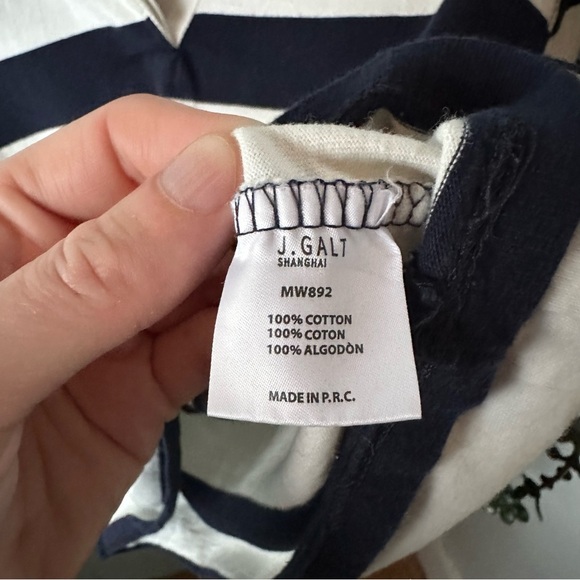 J. GALT
SHANGHAI
MW892
100% COTTON
100% COTON
100% ALGODÒN
MADE IN P.R.C.